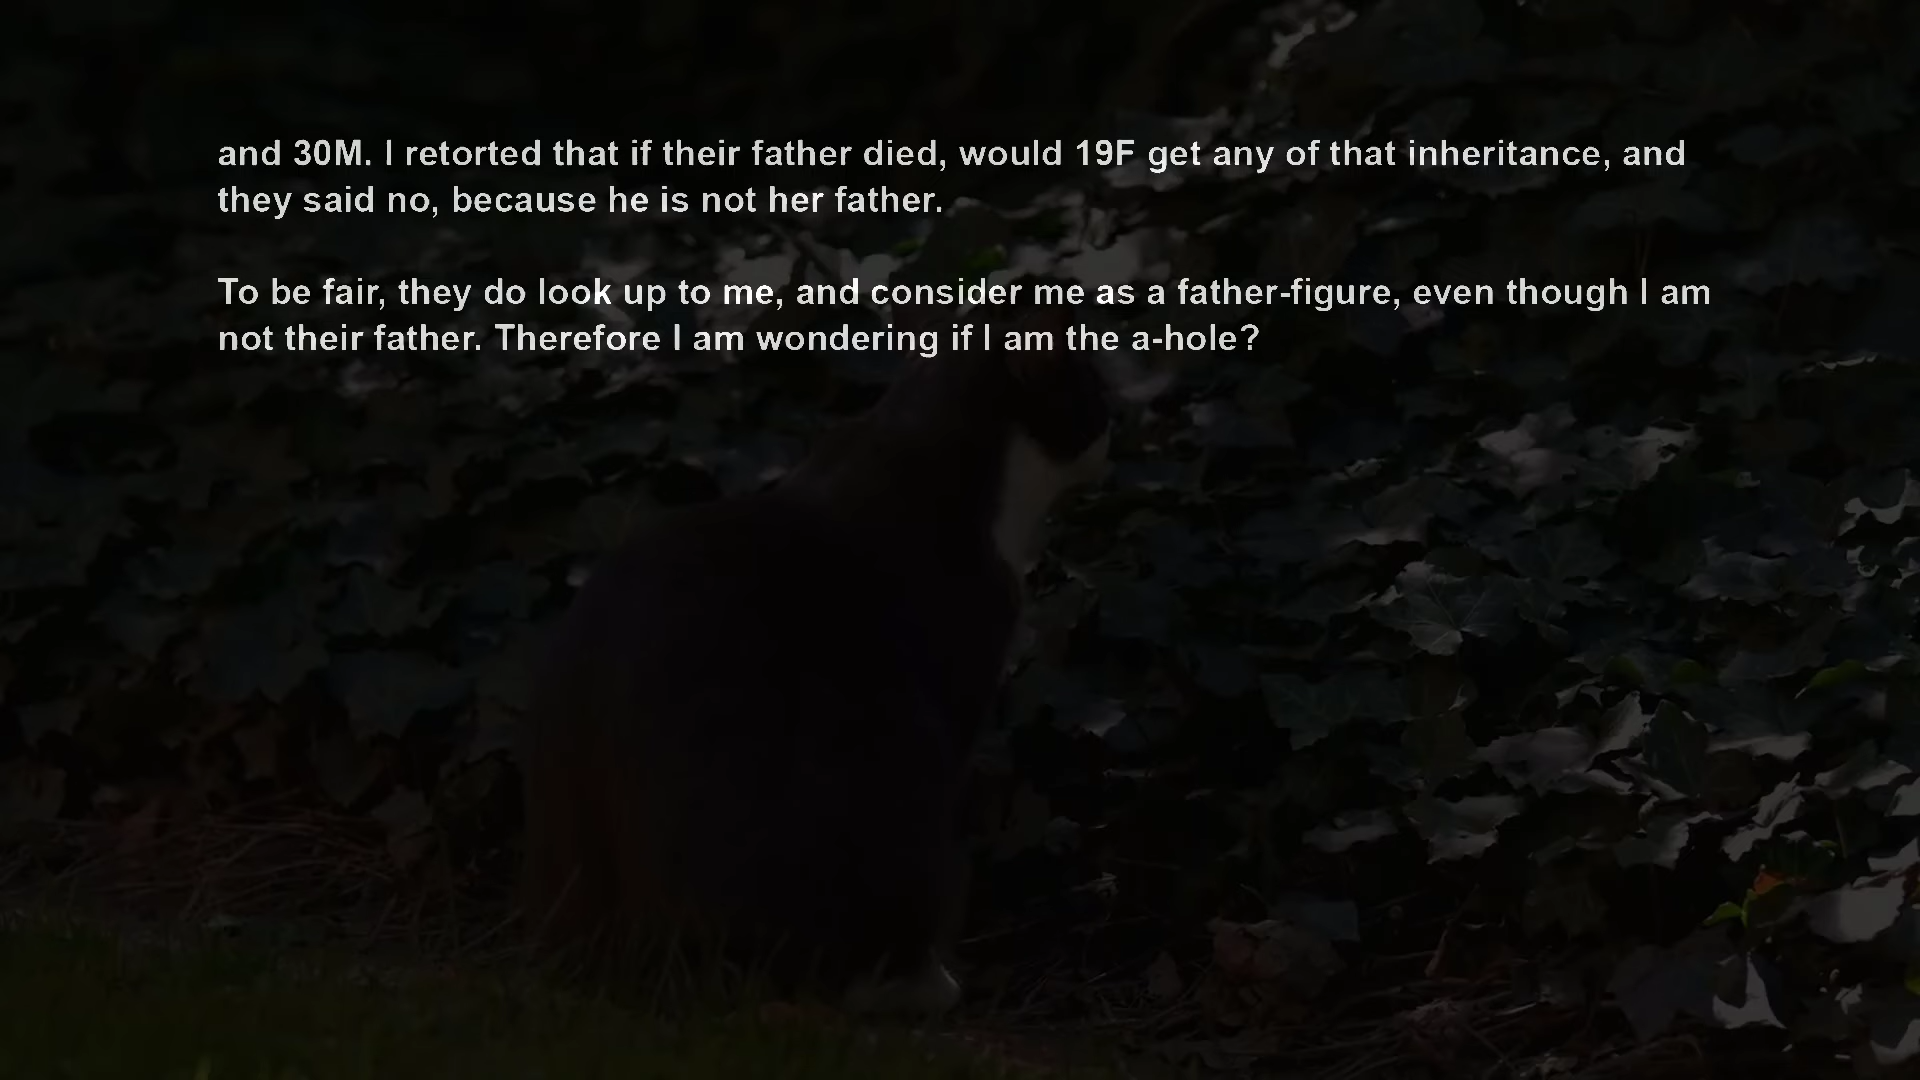 and 30M. I retorted that if their father died, would 19F get any of that inheritance, and
they said no, because he is not her father.
To be fair, they do look up to me, and consider me as a father-figure, even though I am
not their father. Therefore I am wondering if I am the a-hole?